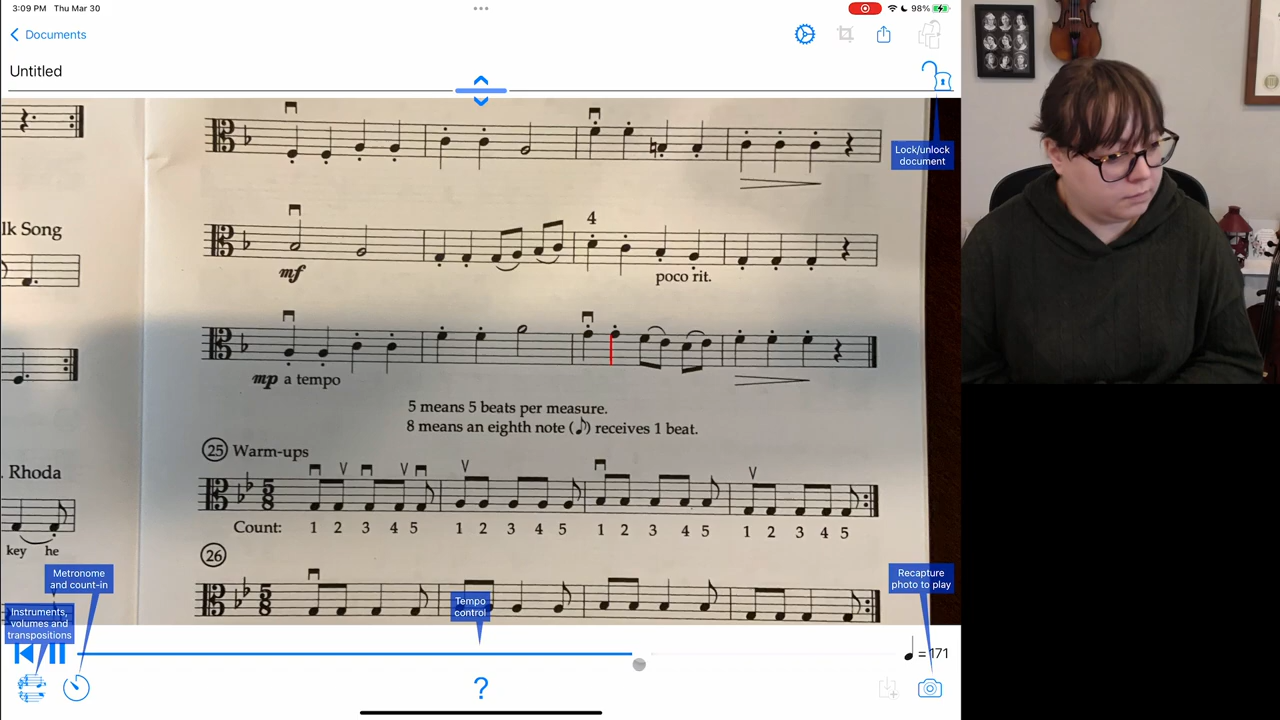 3:09 PM Thu Mar 30
98%
Documents
Untitled
Lock/unlock
document
lk Song
4
mf
poco rit.
mp a tempo
5 means 5 beats per measure.
8 means an eighth note (♪) receives 1 beat.
25 Warm-ups
. Rhoda
V V V V
5
8
Count: 1 2 3 4 5 1 2 3 4 5 1 2 3 4 5 1 2 3 4 5
key he
26
5
8
Metronome
and count-in
Recapture
photo to play
Instruments,
volumes and
transpositions
Tempo
control
♩ = 171
?